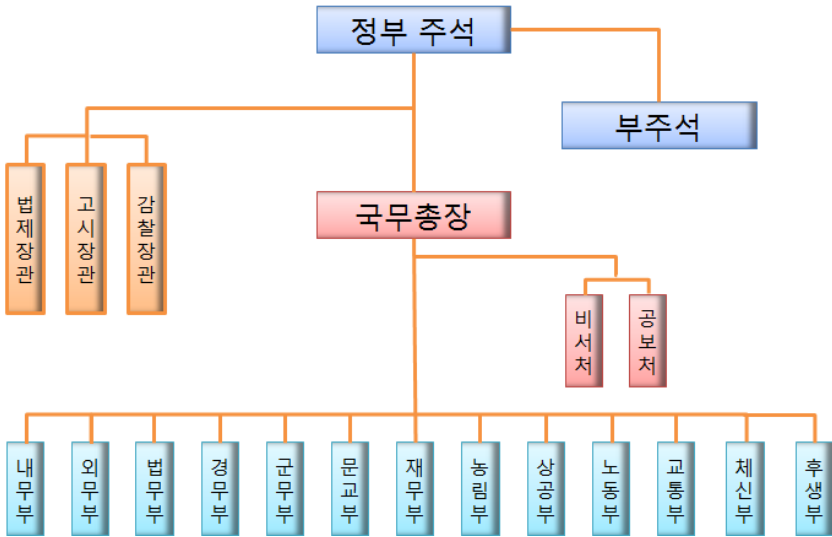 정부 주석
부주석
법제장관
고시장관
감찰장관
국무총장
비서처
공보처
내무부
외무부
법무부
경무부
군무부
문교부
재무부
농림부
상공부
노동부
교통부
체신부
후생부